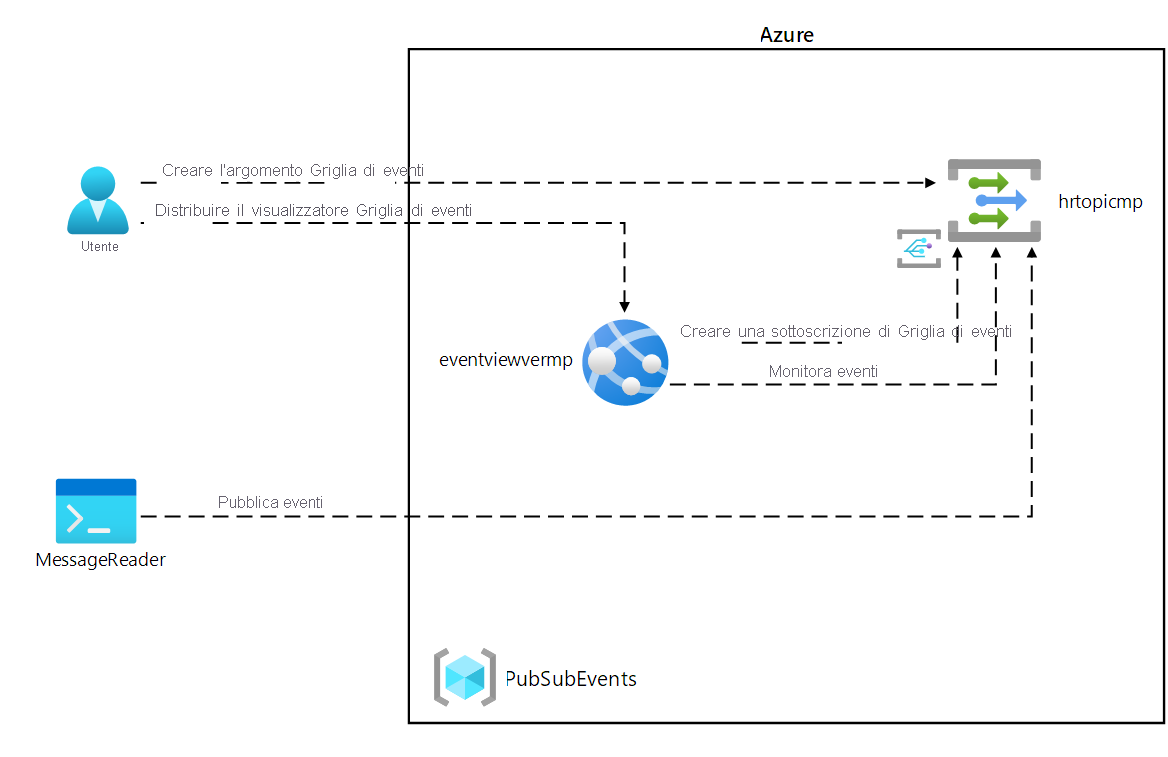 Azure
Creare l'argomento Griglia di eventi
Distribuire il visualizzatore Griglia di eventi
Utente
hrtopicmp
Creare una sottoscrizione di Griglia di eventi
eventviewvermp
Monitora eventi
Pubblica eventi
MessageReader
PubSubEvents